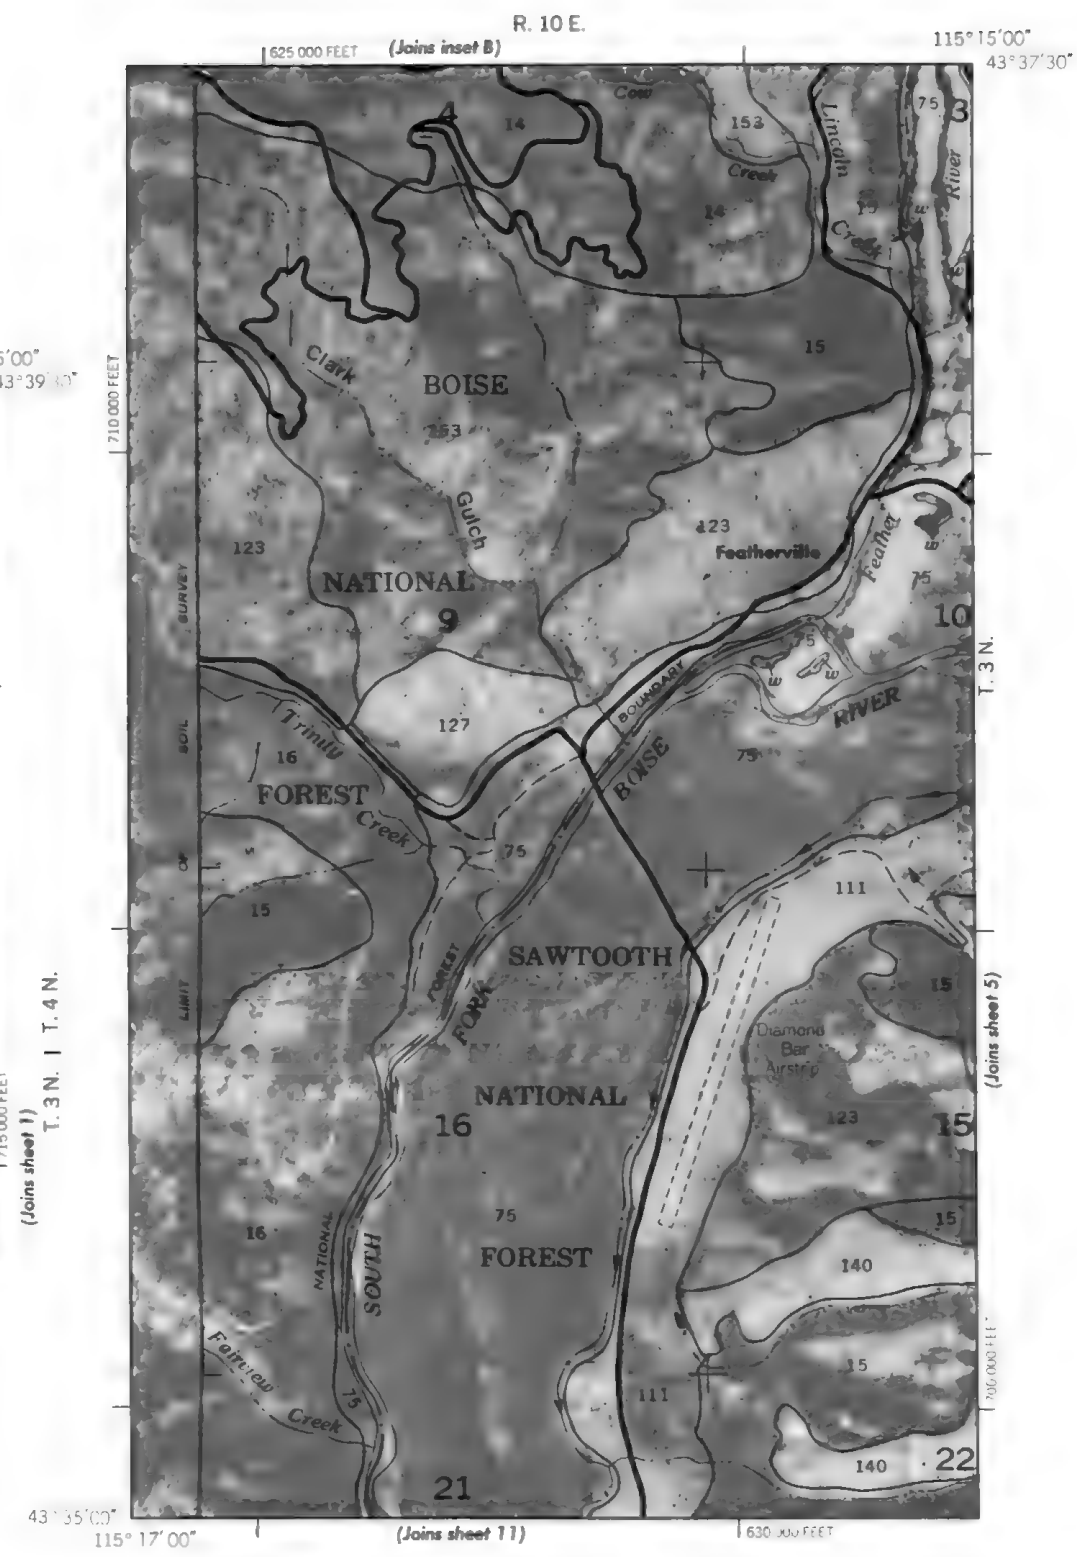 R. 10 E.
625 000 FEET
(Joins inset B)
115° 15'00"
43° 37'30"
Cow
153
Creek
Lincoln
Creek
75
3
River
4
14
14
w
15
5'00"
710 000 FEET
Clark
BOISE
Gulch
123
123
Featherville
Feather
w
75
SURVEY
NATIONAL
9
10
T. 3 N.
75
w
w
BOUNDARY
RIVER
127
SOIL
Trinity
16
BOISE
75
FOREST
Creek
75
OF
111
15
SAWTOOTH
FOREST
FORK
15
LIMIT
(Joins sheet 5)
T. 3 N. | T. 4 N.
Diamond
Bar
Airstrip
NATIONAL
123
16
15
(Joins sheet 1)
75
15
16
NATIONAL
SOUTH
FOREST
140
Fairview
Creek
75
15
111
22
140
21
43° 35'00"
115° 17'00"
(Joins sheet 11)